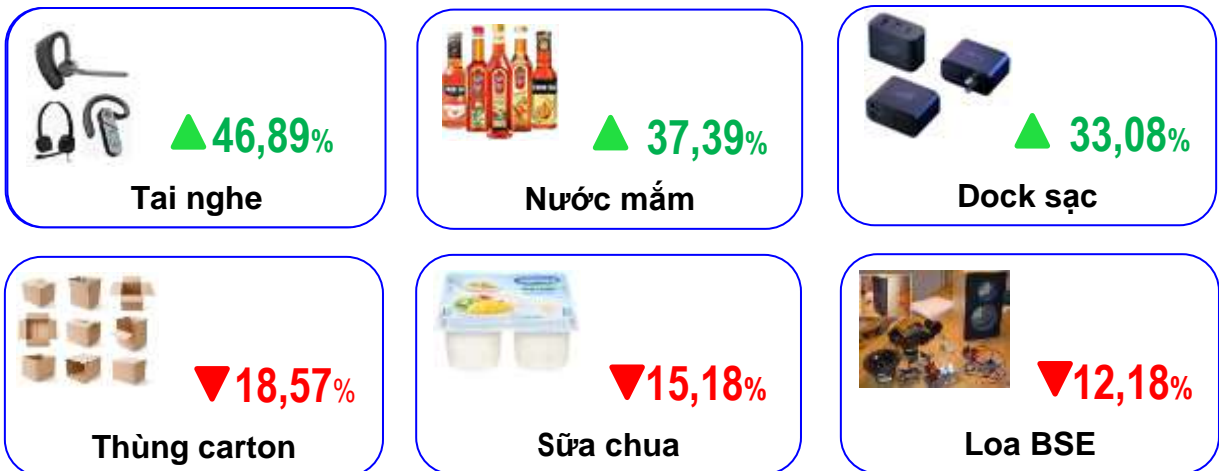 ▲46,89%
Tai nghe
▲ 37,39%
Nước mắm
▲ 33,08%
Dock sạc
▼18,57%
Thùng carton
▼15,18%
Sữa chua
▼12,18%
Loa BSE